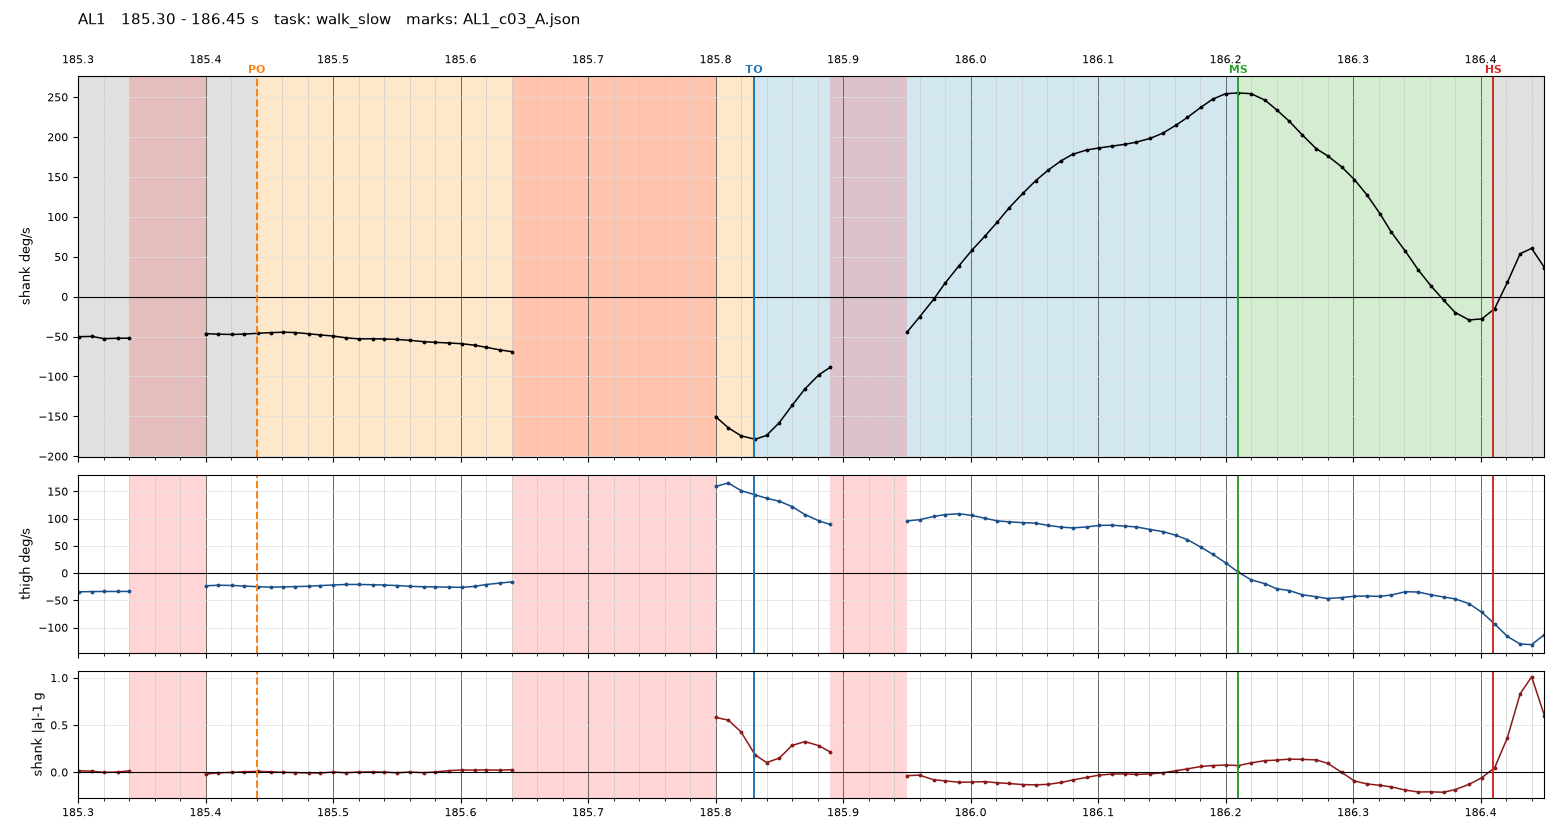 AL1   185.30 - 186.45 s   task: walk_slow   marks: AL1_c03_A.json
185.3 185.4 185.5 185.6 185.7 185.8 185.9 186.0 186.1 186.2 186.3 186.4
PO TO MS HS
shank deg/s
250
200
150
100
50
0
−50
−100
−150
−200
thigh deg/s
150
100
50
0
−50
−100
shank |a|-1 g
1.0
0.5
0.0
185.3 185.4 185.5 185.6 185.7 185.8 185.9 186.0 186.1 186.2 186.3 186.4